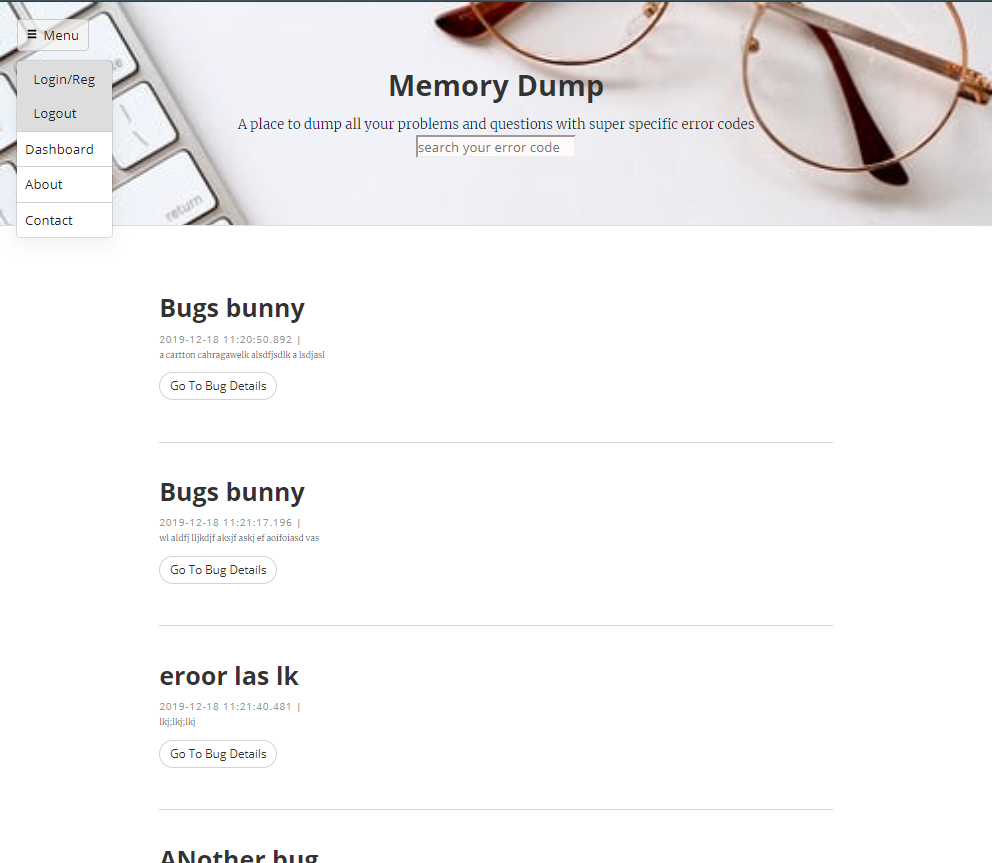 ≡ Menu
Login/Reg
Logout
Dashboard
About
Contact
return
Memory Dump
A place to dump all your problems and questions with super specific error codes
search your error code
Bugs bunny
2019-12-18 11:20:50.892 |
a cartton cahragawelk alsdfjsdlk a lsdjasl
Go To Bug Details
Bugs bunny
2019-12-18 11:21:17.196 |
wl aldfj lljkdjf aksjf askj ef aoifoiasd vas
Go To Bug Details
eroor las lk
2019-12-18 11:21:40.481 |
lkj;lkj;lkj
Go To Bug Details
ANother bug